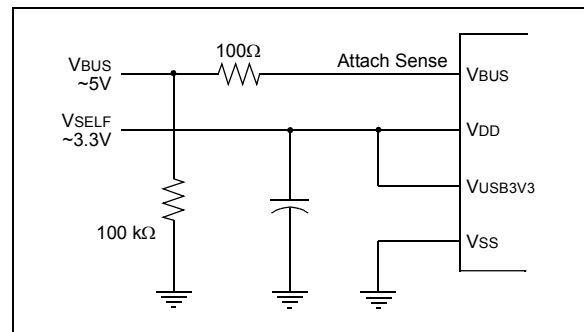 100Ω
Attach Sense
VBUS
~5V
VBUS
VSELF
~3.3V
VDD
VUSB3V3
100 kΩ
VSS